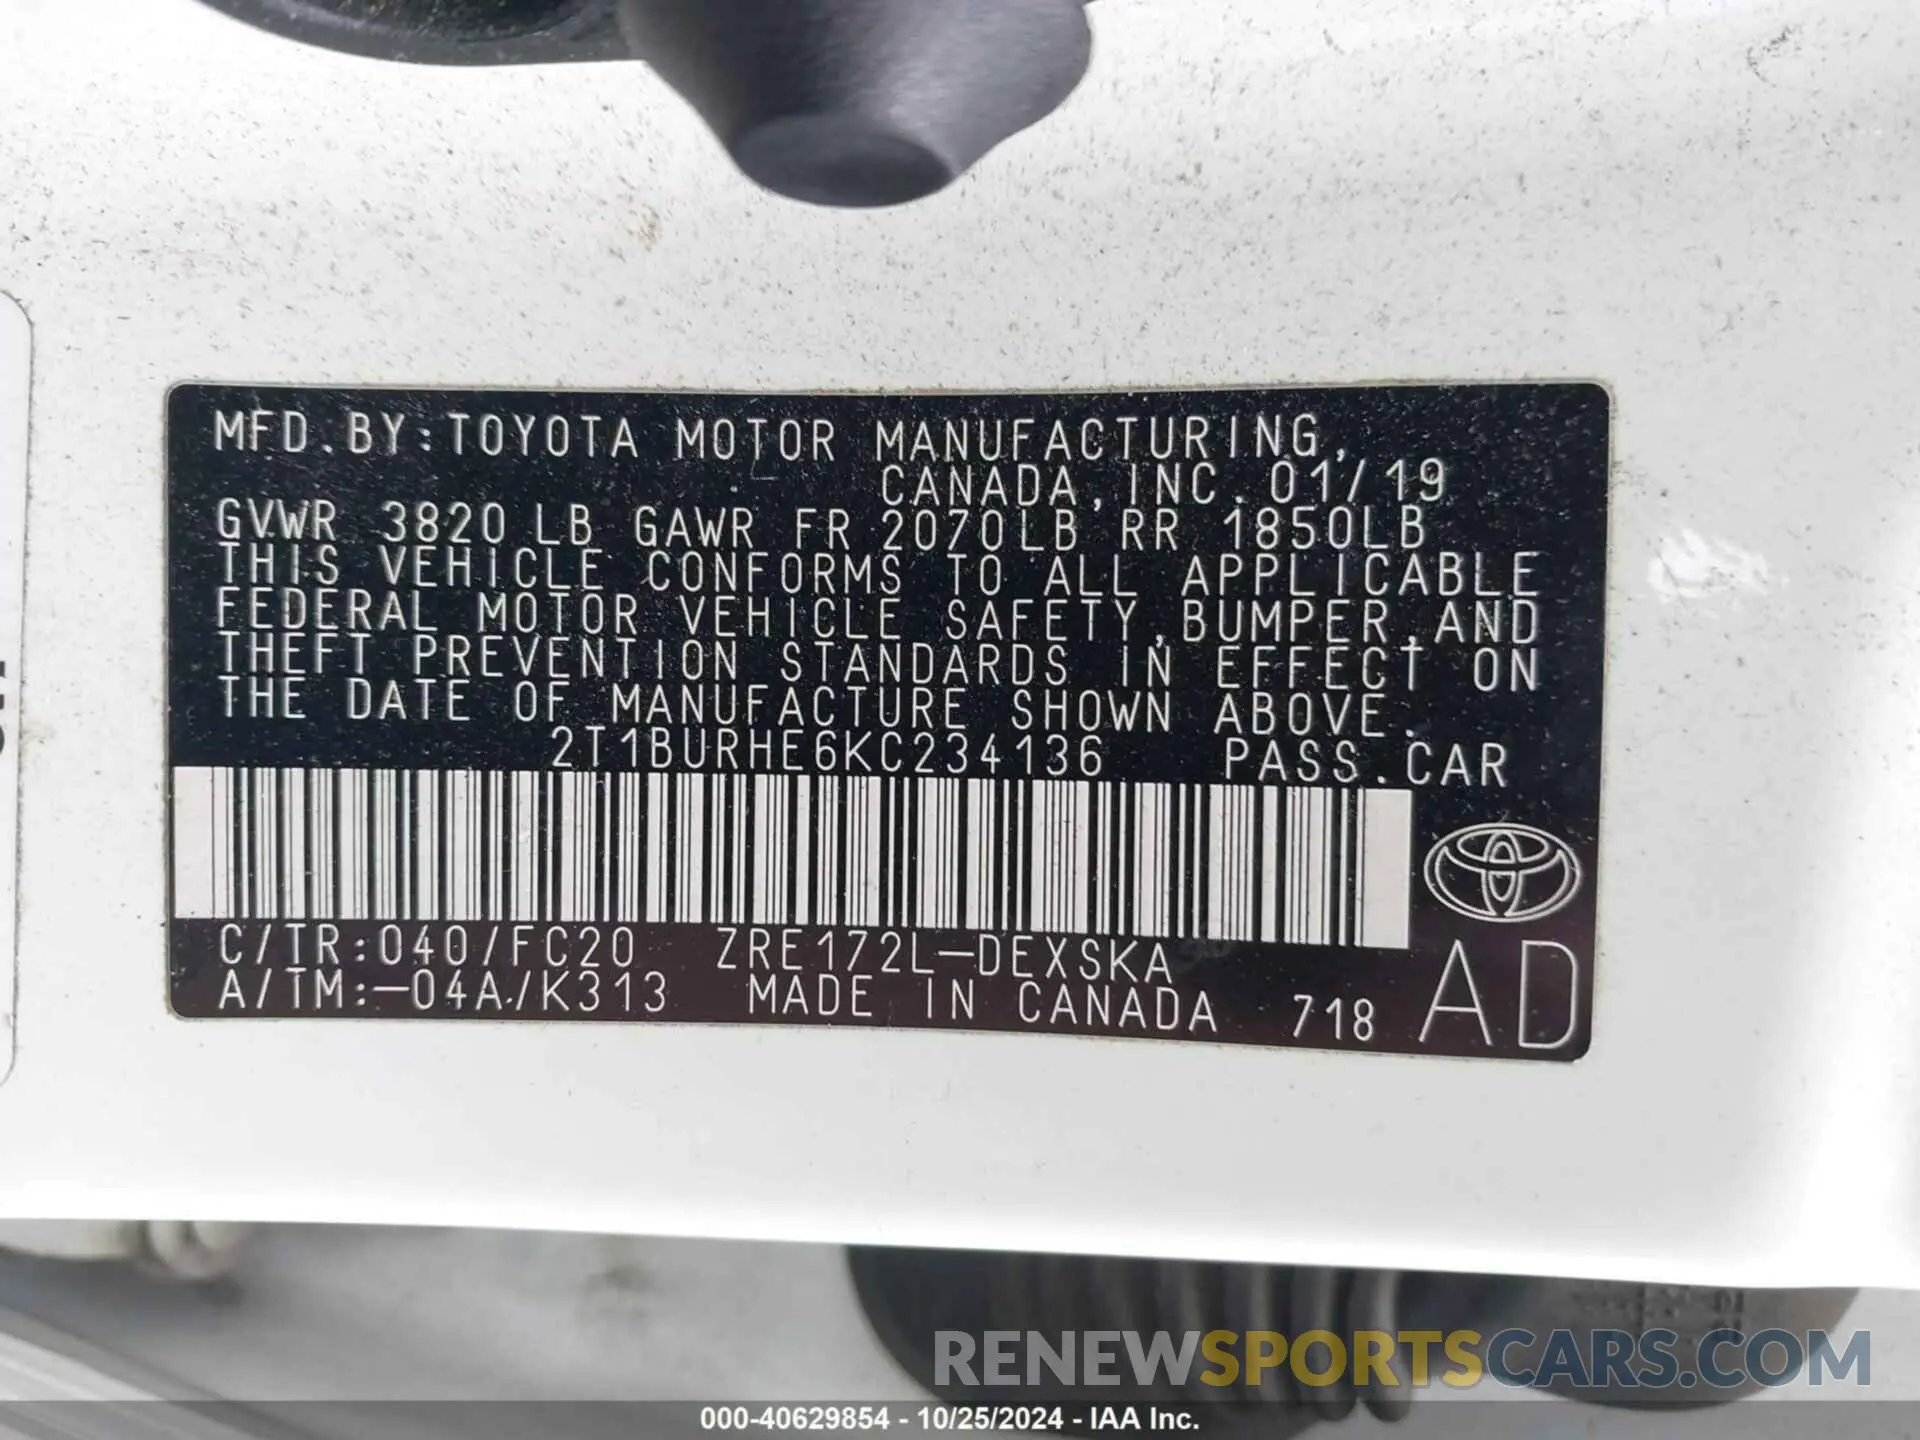 MFD.BY:TOYOTA MOTOR MANUFACTURING,
CANADA,INC.01/19
GVWR 3820 LB GAWR FR 2070LB RR 1850LB
THIS VEHICLE CONFORMS TO ALL APPLICABLE
FEDERAL MOTOR VEHICLE SAFETY,BUMPER,AND
THEFT PREVENTION STANDARDS IN EFFECT ON
THE DATE OF MANUFACTURE SHOWN ABOVE.
2T1BURHE6KC234136 PASS.CAR
C/TR:040/FC20 ZRE172L-DEXSKA
A/TM:-04A/K313 MADE IN CANADA 718 AD
RENEWSPORTSCARS.COM
000-40629854 - 10/25/2024 - IAA Inc.